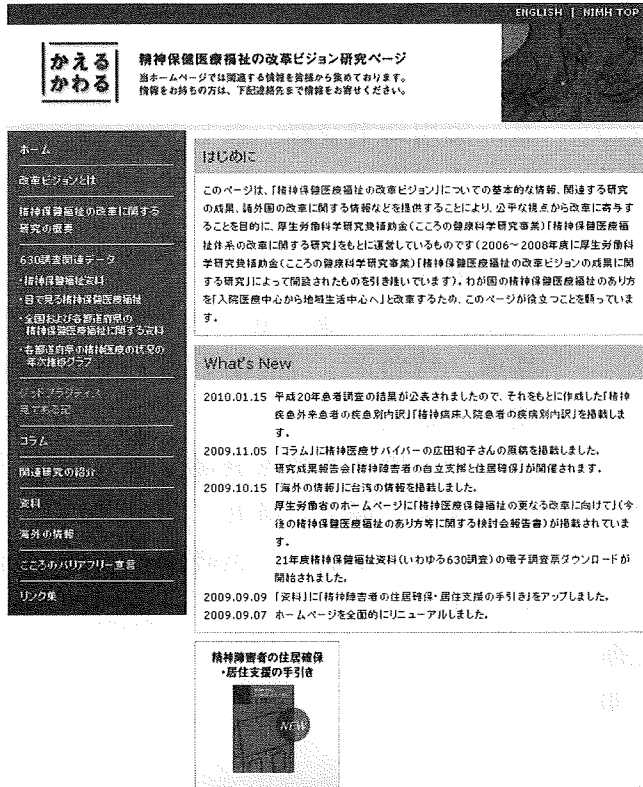 ENGLISH | NIMH TOP
かえる
かわる
精神保健医療福祉の改革ビジョン研究ページ
当ホームページでは関連する情報を皆様から集めております。
情報をお持ちの方は、下記連絡先まで情報をお寄せください。
ホーム
改革ビジョンとは
精神保健福祉の改革に関する
研究の概要
630調査関連データ
・精神保健福祉資料
・目で見る精神保健医療福祉
・全国および各都道府県の
精神保健医療福祉に関する資料
・各都道府県の精神医療の状況の
年次推移グラフ
グッドプラクティス
見てある記
コラム
関連研究の紹介
資料
海外の情報
こころのバリアフリー宣言
リンク集
はじめに
このページは、「精神保健医療福祉の改革ビジョン」についての基本的な情報、関連する研究
の成果、諸外国の改革に関する情報などを提供することにより、公平な視点から改革に寄与す
ることを目的に、厚生労働科学研究費補助金(こころの健康科学研究事業)「精神保健医療福
祉体系の改革に関する研究」をもとに運営しているものです(2006~2008年度に厚生労働科
学研究費補助金(こころの健康科学研究事業)「精神保健医療福祉の改革ビジョンの成果に関
する研究」によって開設されたものを引き継いでいます)。わが国の精神保健医療福祉のあり方
を「入院医療中心から地域生活中心へ」と改革するため、このページが役立つことを願っていま
す。
What's New
2010.01.15 平成20年患者調査の結果が公表されましたので、それをもとに作成した「精神
疾患外来患者の疾患別内訳」「精神病床入院患者の疾病別内訳」を掲載しま
す。
2009.11.05 「コラム」に精神医療サバイバーの広田和子さんの原稿を掲載しました。
研究成果報告会「精神障害者の自立支援と住居確保」が開催されます。
2009.10.15 「海外の情報」に台湾の情報を掲載しました。
厚生労働省のホームページに「精神保健医療福祉の更なる改革に向けて」(今
後の精神保健医療福祉のあり方等に関する検討会報告書)が掲載されていま
す。
21年度精神保健福祉資料(いわゆる630調査)の電子調査票ダウンロードが
開始されました。
2009.09.09 「資料」に「精神障害者の住居確保・居住支援の手引き」をアップしました。
2009.09.07 ホームページを全面的にリニューアルしました。
精神障害者の住居確保
・居住支援の手引き
NEW